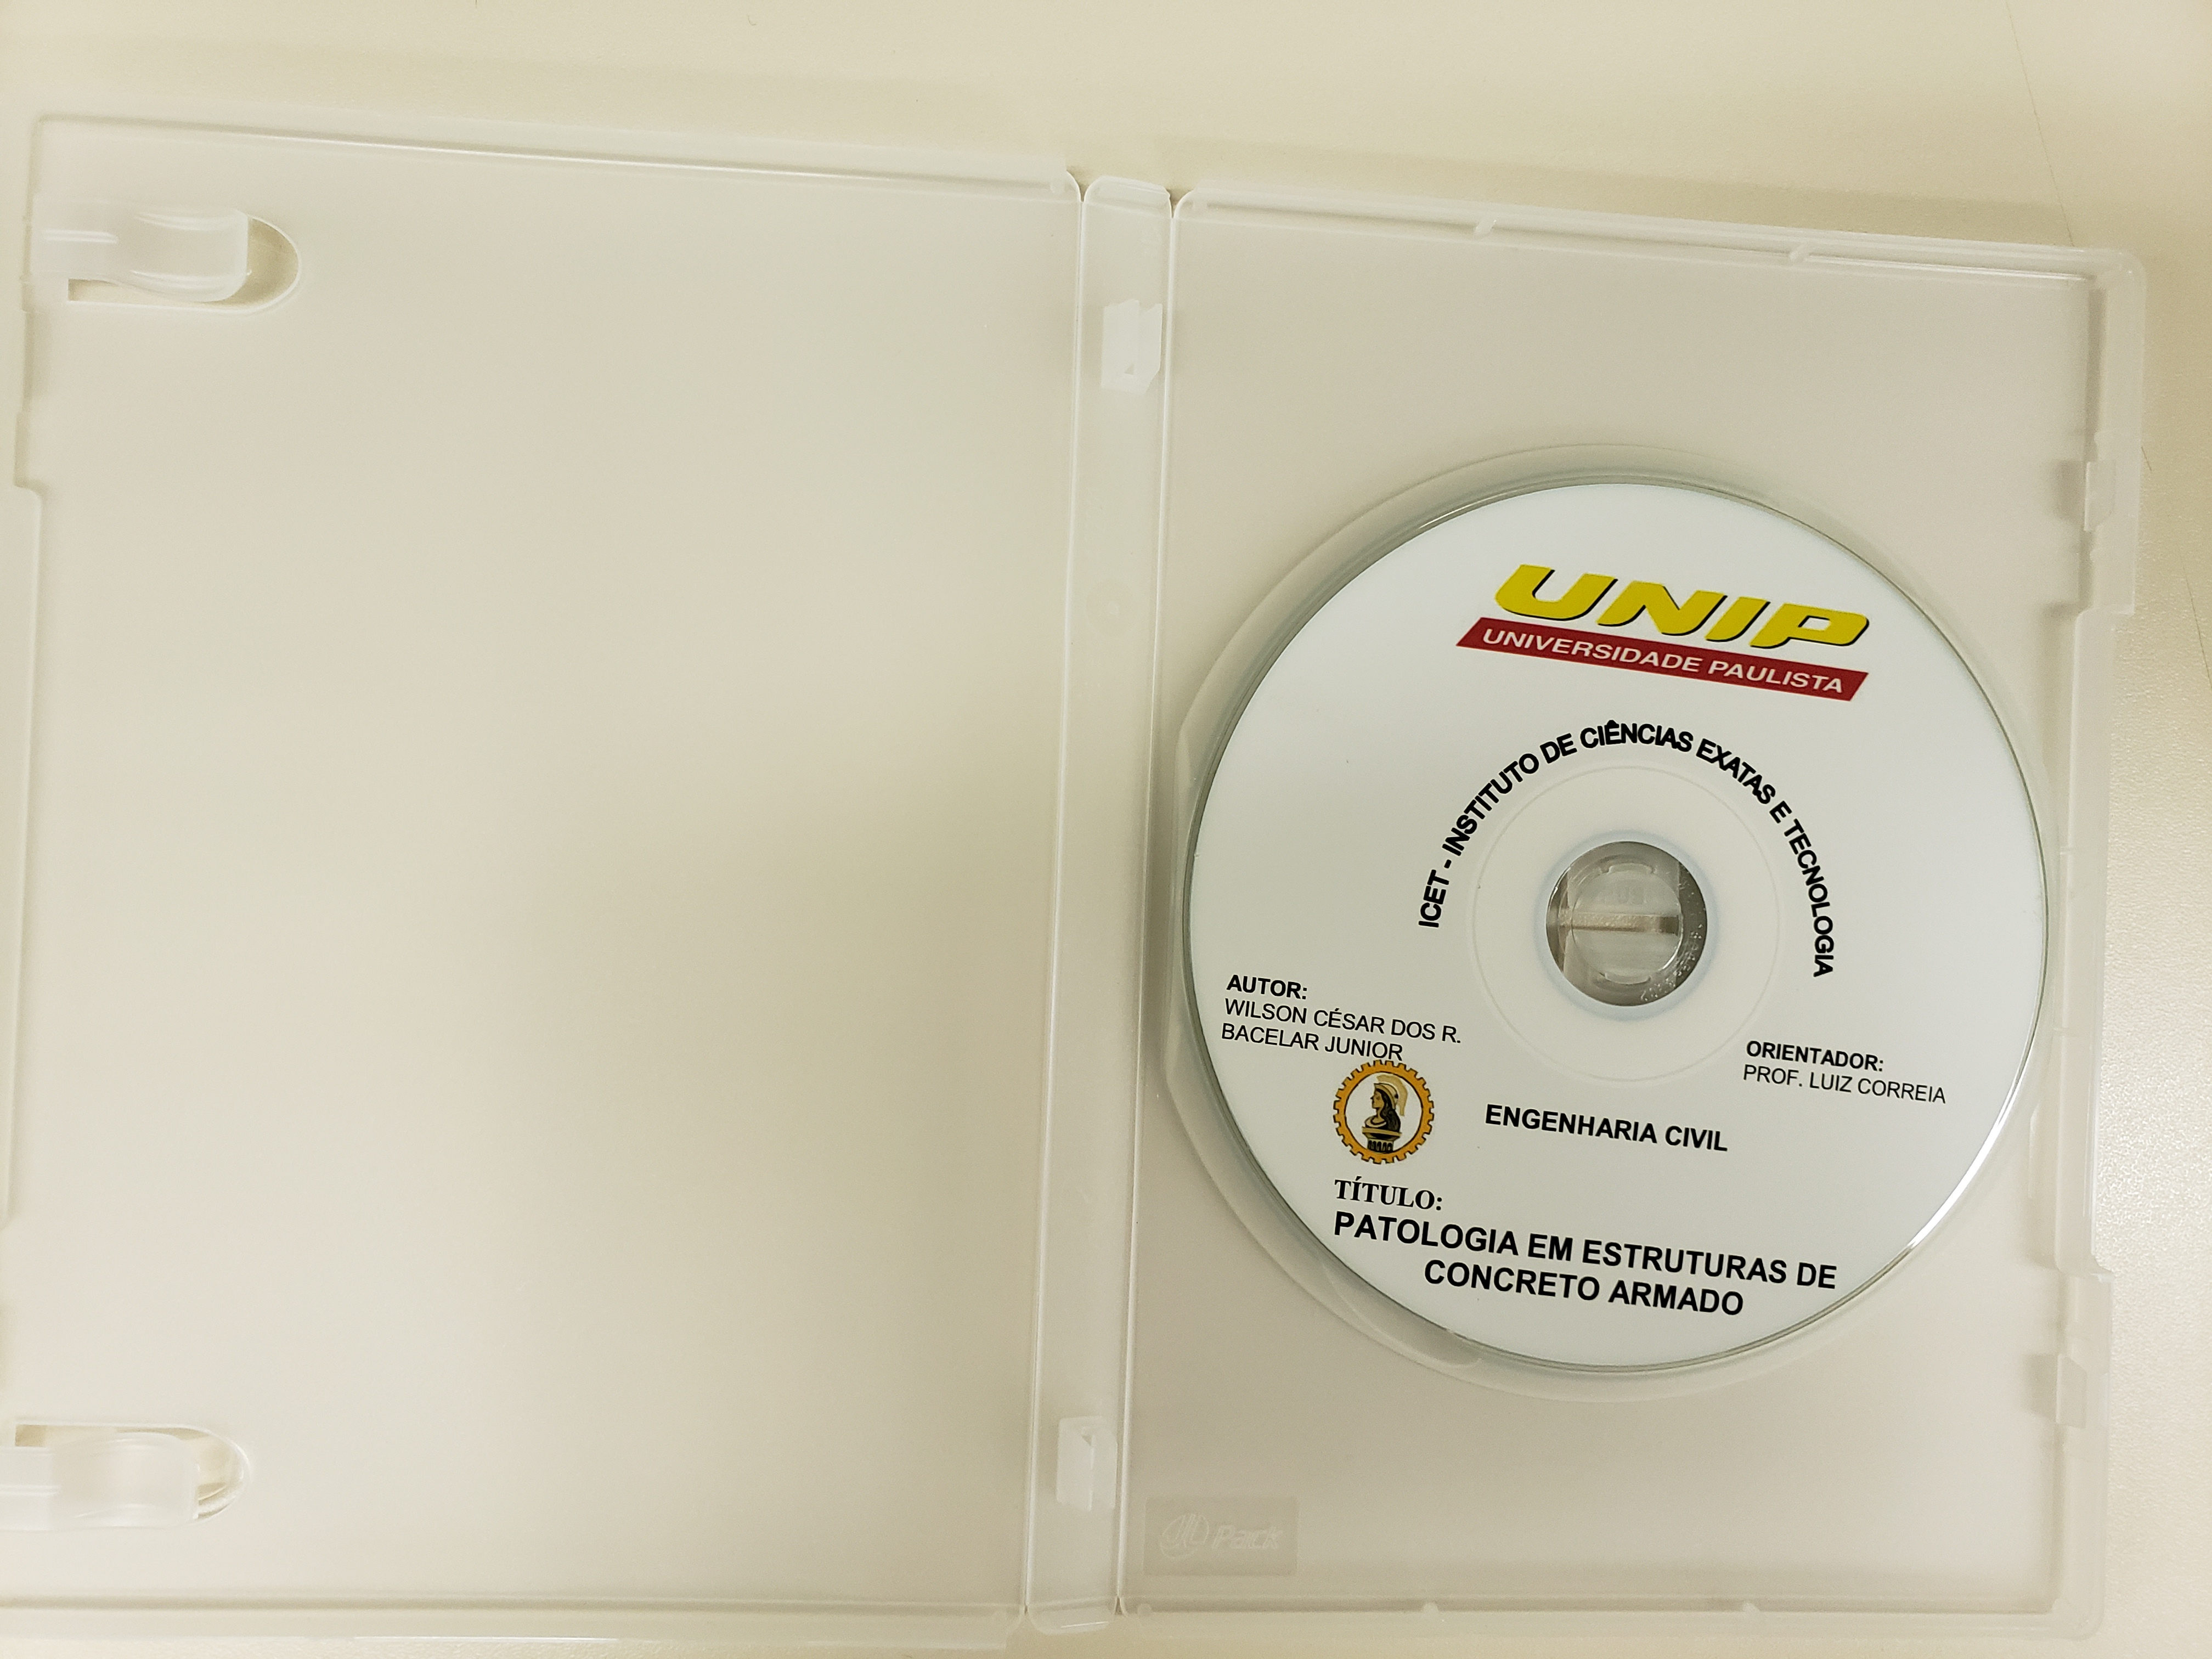 UNIP
UNIVERSIDADE PAULISTA
ICET - INSTITUTO DE CIÊNCIAS EXATAS E TECNOLOGIA
AUTOR:
WILSON CÉSAR DOS R.
BACELAR JUNIOR
ORIENTADOR:
PROF. LUIZ CORREIA
ENGENHARIA CIVIL
TÍTULO:
PATOLOGIA EM ESTRUTURAS DE
CONCRETO ARMADO
Pack